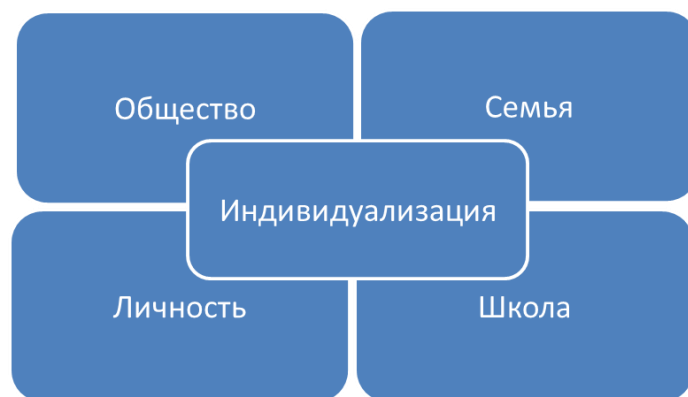 Общество
Семья
Индивидуализация
Личность
Школа